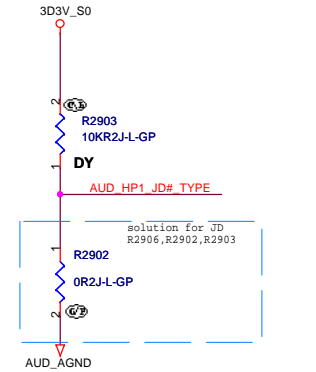 3D3V_S0
2
R2903
10KR2J-L-GP
1
DY
AUD_HP1_JD#_TYPE
solution for JD
R2906,R2902,R2903
1
R2902
0R2J-L-GP
2
G/P
AUD_AGND